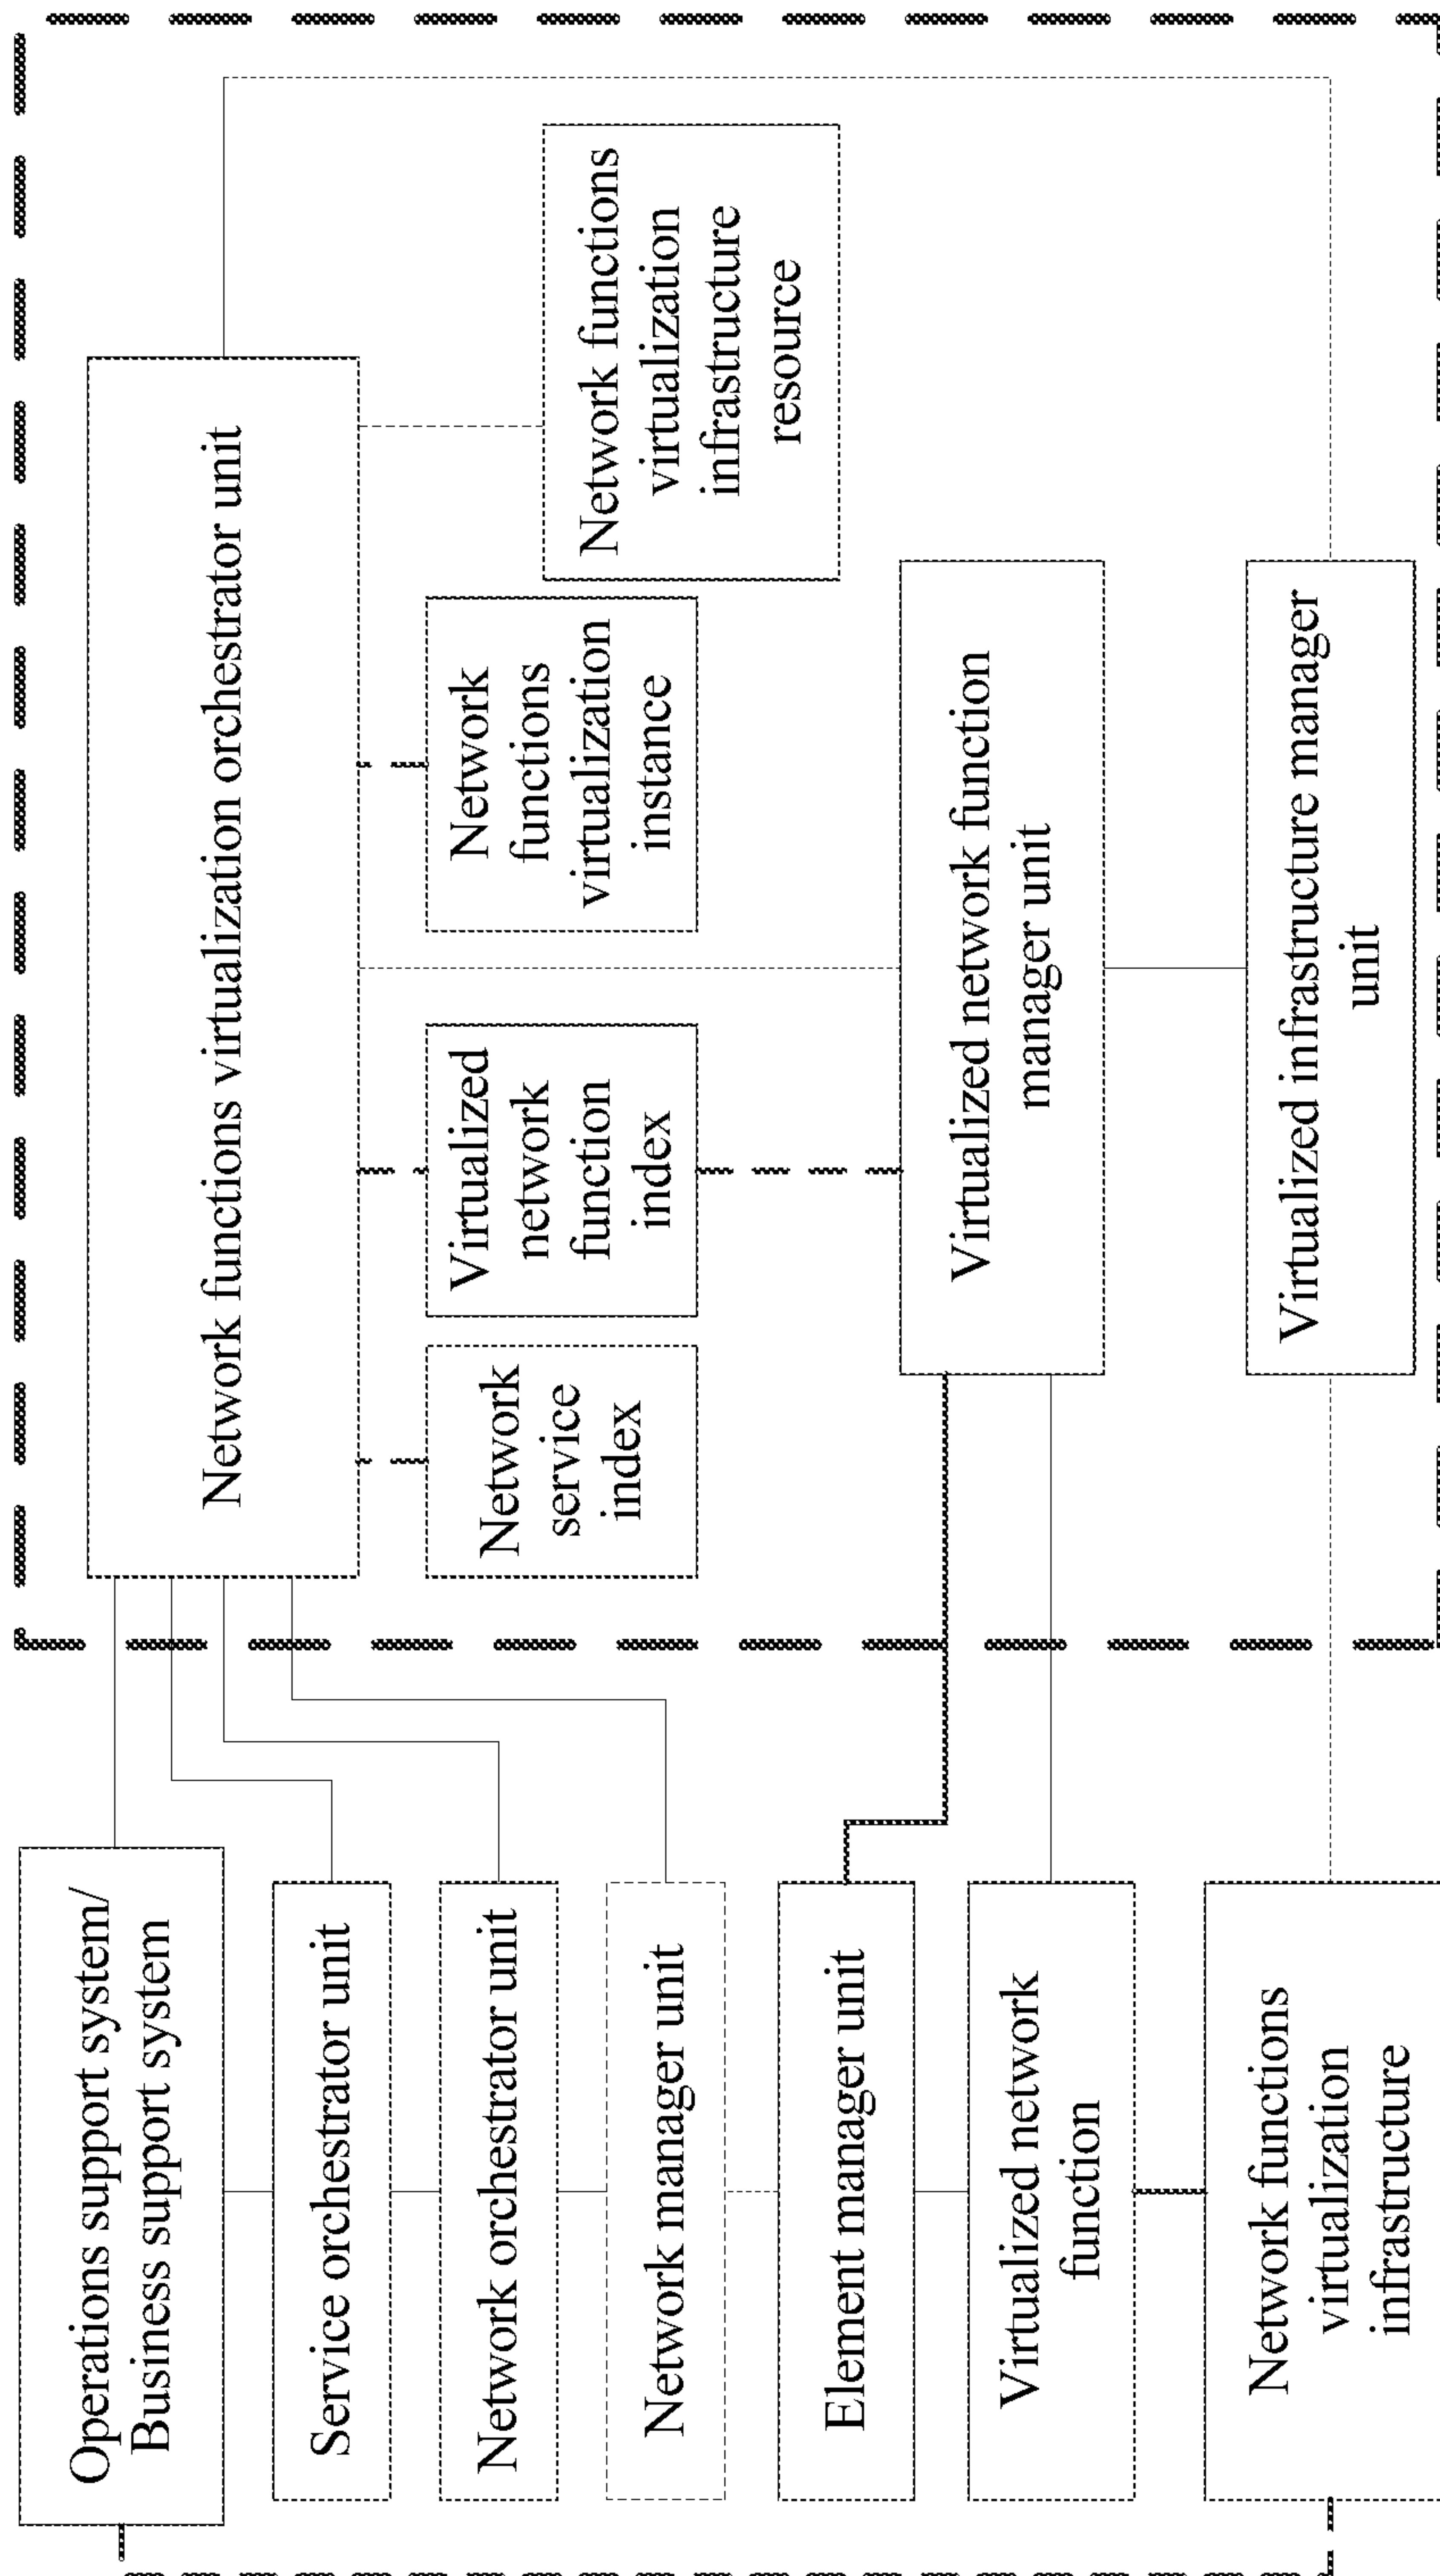 Operations support system/
Business support system
Service orchestrator unit
Network orchestrator unit
Network manager unit
Element manager unit
Virtualized network
function
Network functions
virtualization
infrastructure
Network functions virtualization orchestrator unit
Network
service
index
Virtualized
network
function
index
Network
functions
virtualization
instance
Network functions
virtualization
infrastructure
resource
Virtualized network function
manager unit
Virtualized infrastructure manager
unit